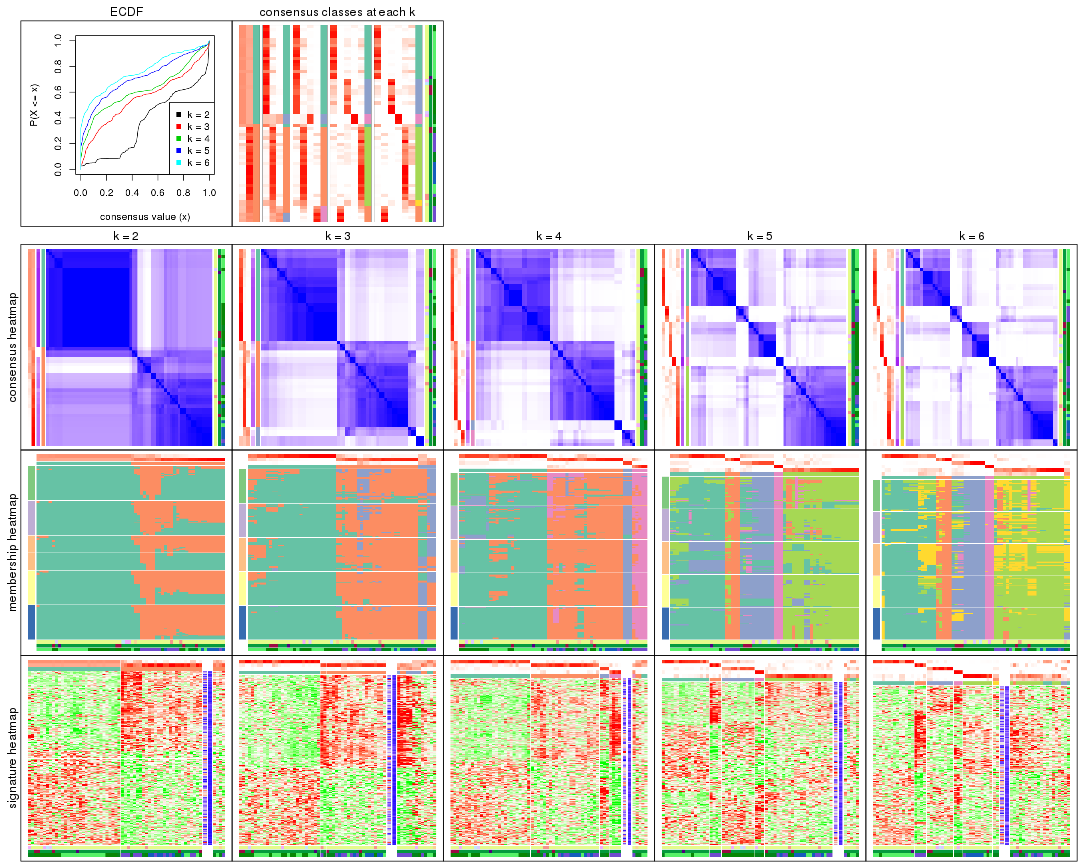 ECDF
consensus classes at each k
P(X <= x)
0.0 0.2 0.4 0.6 0.8 1.0
k = 2
k = 3
k = 4
k = 5
k = 6
0.0 0.2 0.4 0.6 0.8 1.0
consensus value (x)
k = 2
k = 3
k = 4
k = 5
k = 6
consensus heatmap
membership heatmap
signature heatmap